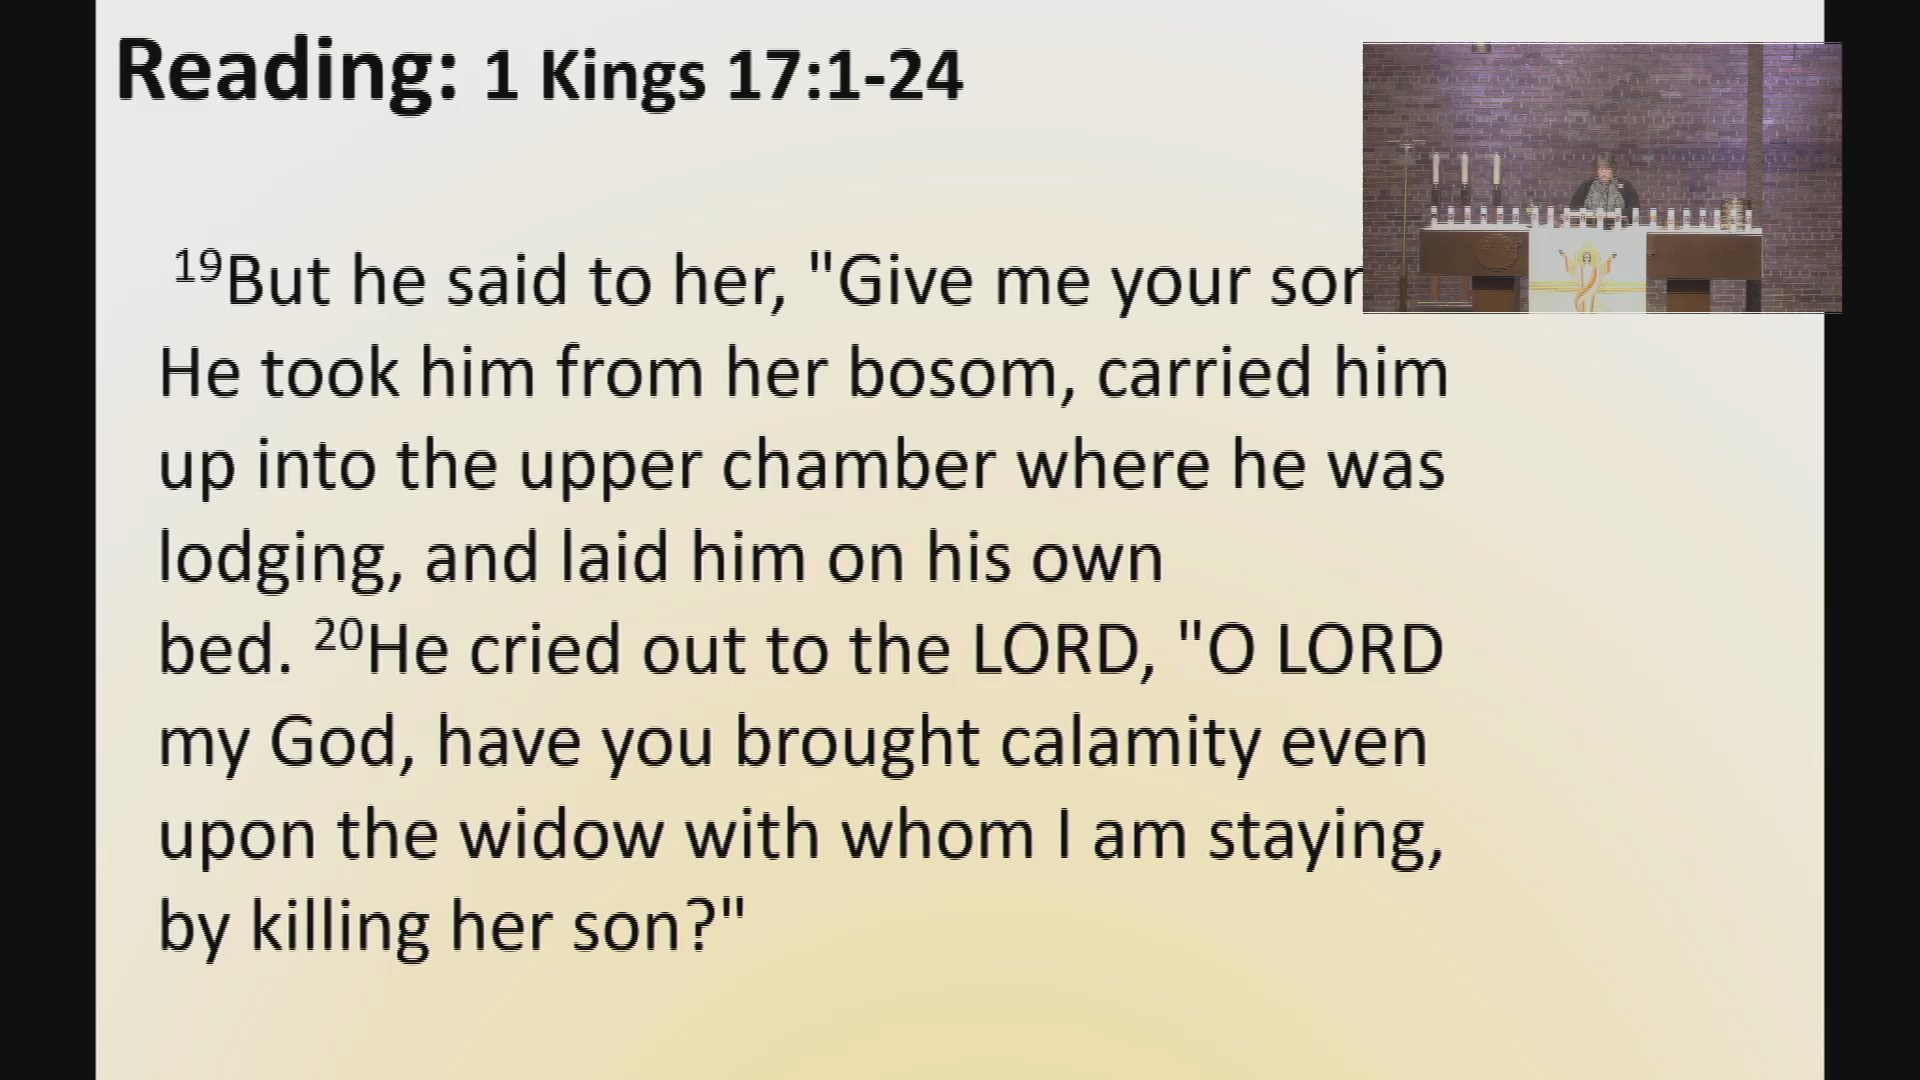 Reading: 1 Kings 17:1-24
19But he said to her, "Give me your
He took him from her bosom, carried him
up into the upper chamber where he was
lodging, and laid him on his own
bed. 20He cried out to the LORD, "O LORD
my God, have you brought calamity even
upon the widow with whom I am staying,
by killing her son?"